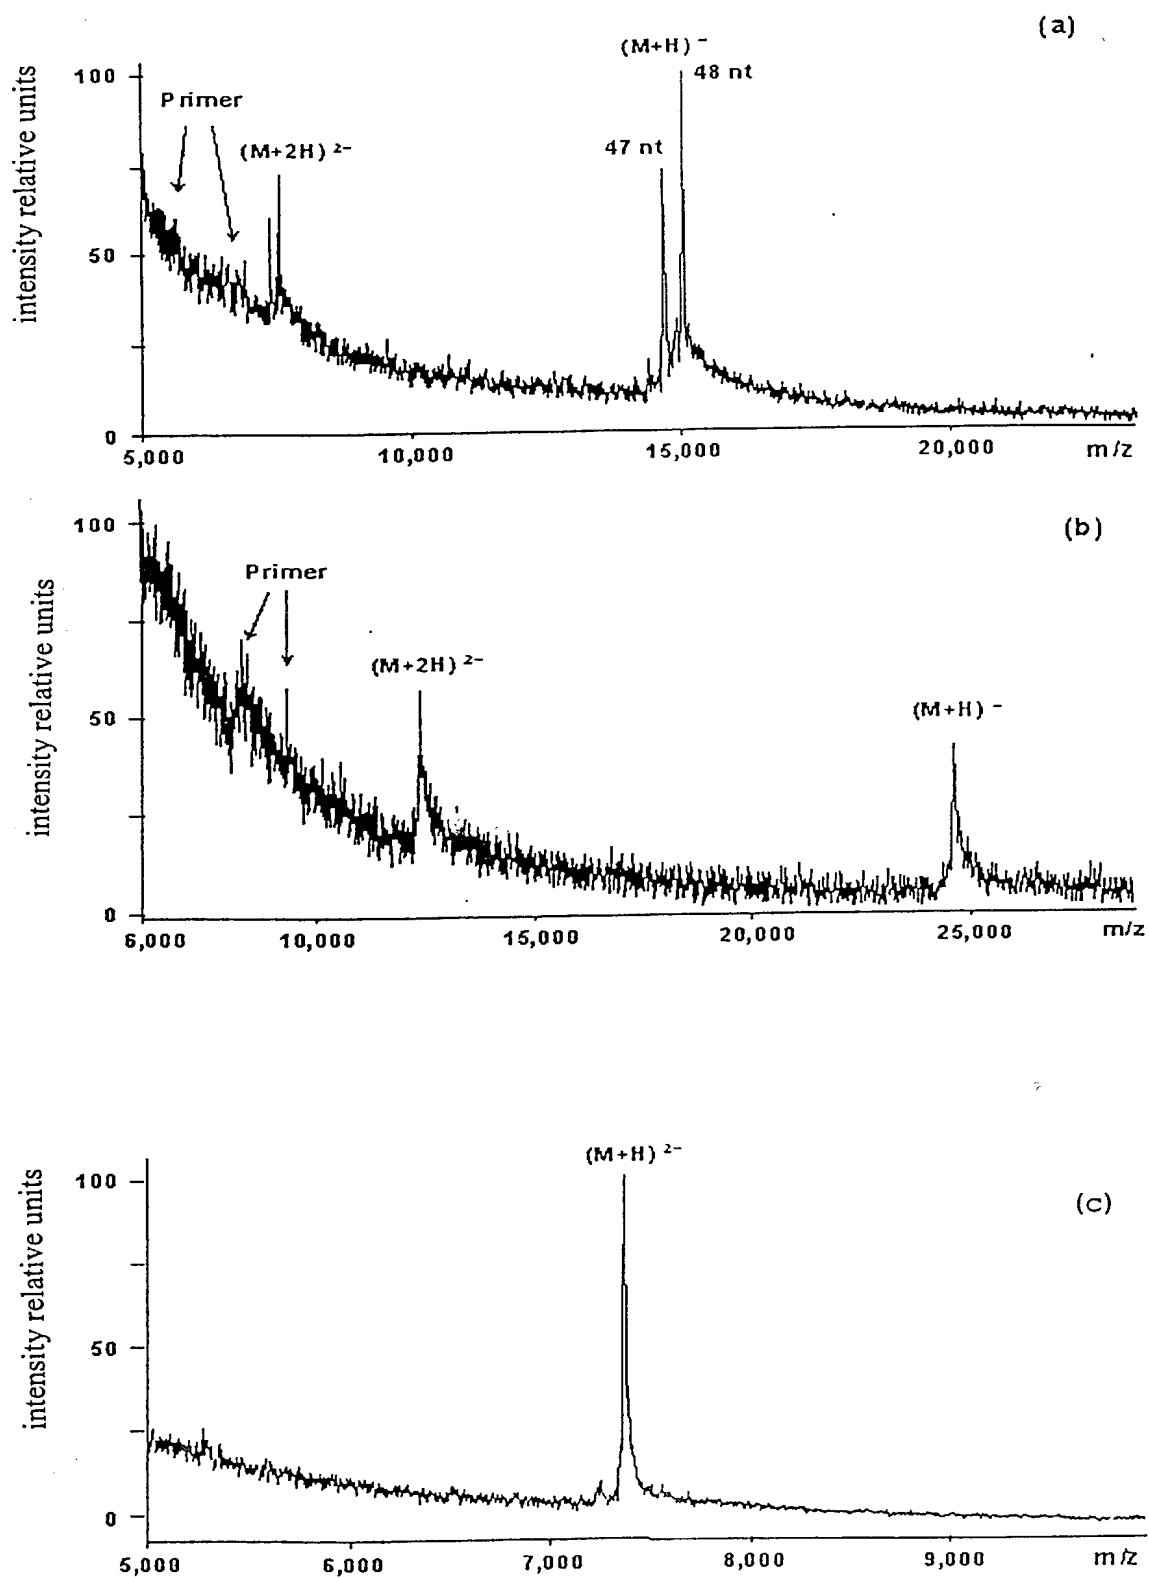 (a)
(M+H) −
100
48 nt
Primer
(M+2H) 2−
47 nt
50
0
5,000 10,000 15,000 20,000 m/z
intensity relative units
(b)
100
Primer
(M+2H) 2−
(M+H) −
50
0
6,000 10,000 15,000 20,000 25,000 m/z
intensity relative units
(M+H) 2−
100
(c)
50
0
5,000 6,000 7,000 8,000 9,000 m/z
intensity relative units